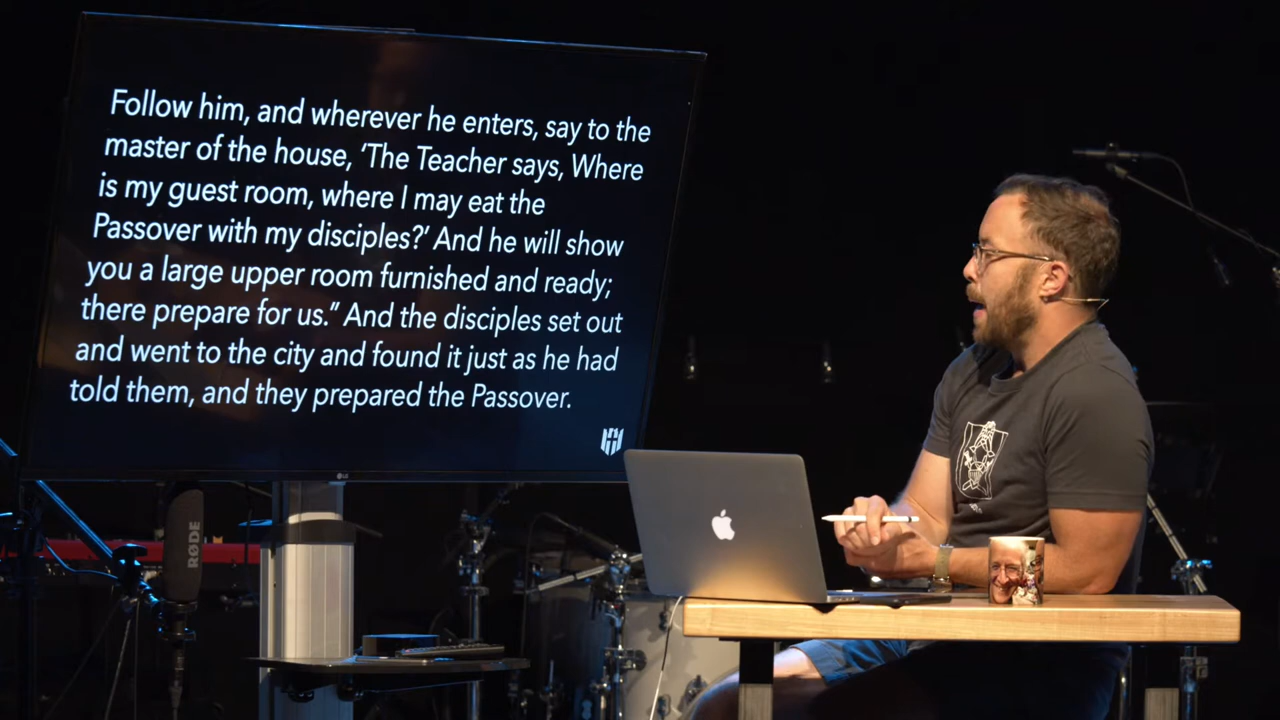 Follow him, and wherever he enters, say to the
master of the house, ‘The Teacher says, Where
is my guest room, where I may eat the
Passover with my disciples?’ And he will show
you a large upper room furnished and ready;
there prepare for us.” And the disciples set out
and went to the city and found it just as he had
told them, and they prepared the Passover.
LG
RØDE